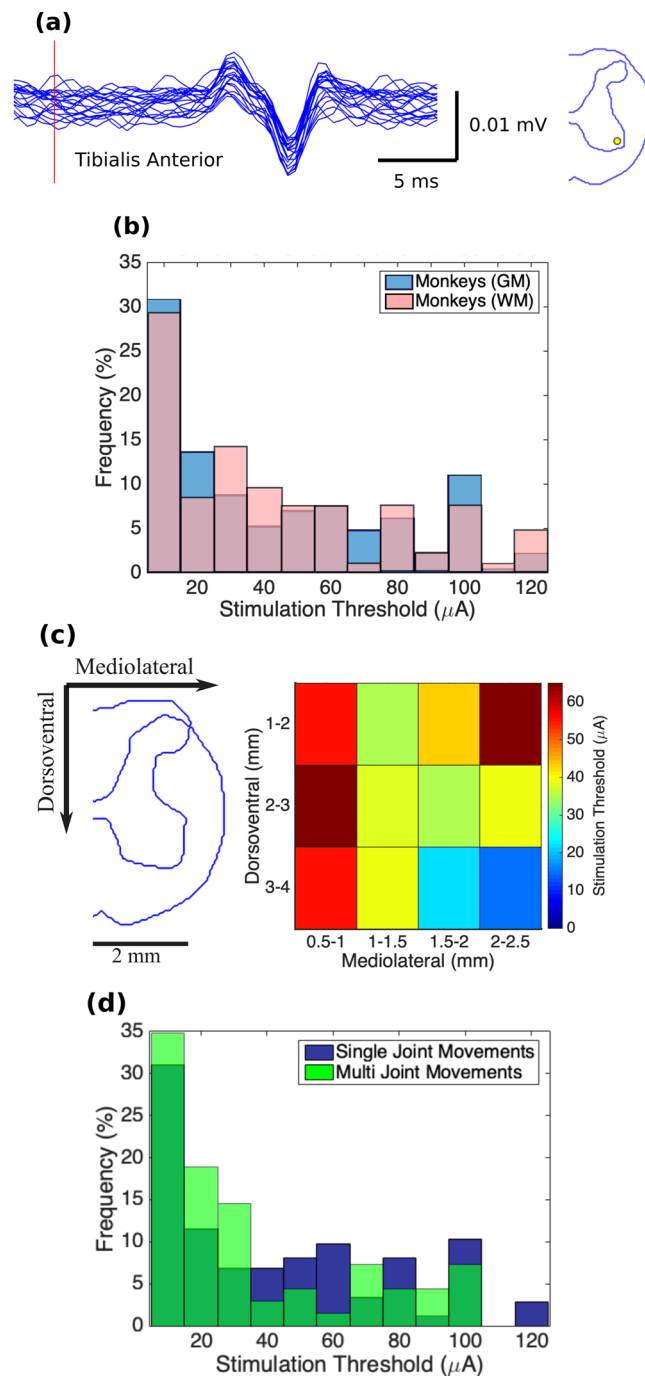 (a)
0.01 mV
Tibialis Anterior
5 ms
(b)
35
30
25
20
15
10
5
0
Frequency (%)
Monkeys (GM)
Monkeys (WM)
20 40 60 80 100 120
Stimulation Threshold (μA)
(c)
Mediolateral
Dorsoventral
2 mm
Dorsoventral (mm)
1-2
2-3
3-4
0.5-1 1-1.5 1.5-2 2-2.5
Mediolateral (mm)
60
50
40
30
20
10
0
Stimulation Threshold (μA)
(d)
35
30
25
20
15
10
5
0
Frequency (%)
Single Joint Movements
Multi Joint Movements
20 40 60 80 100 120
Stimulation Threshold (μA)